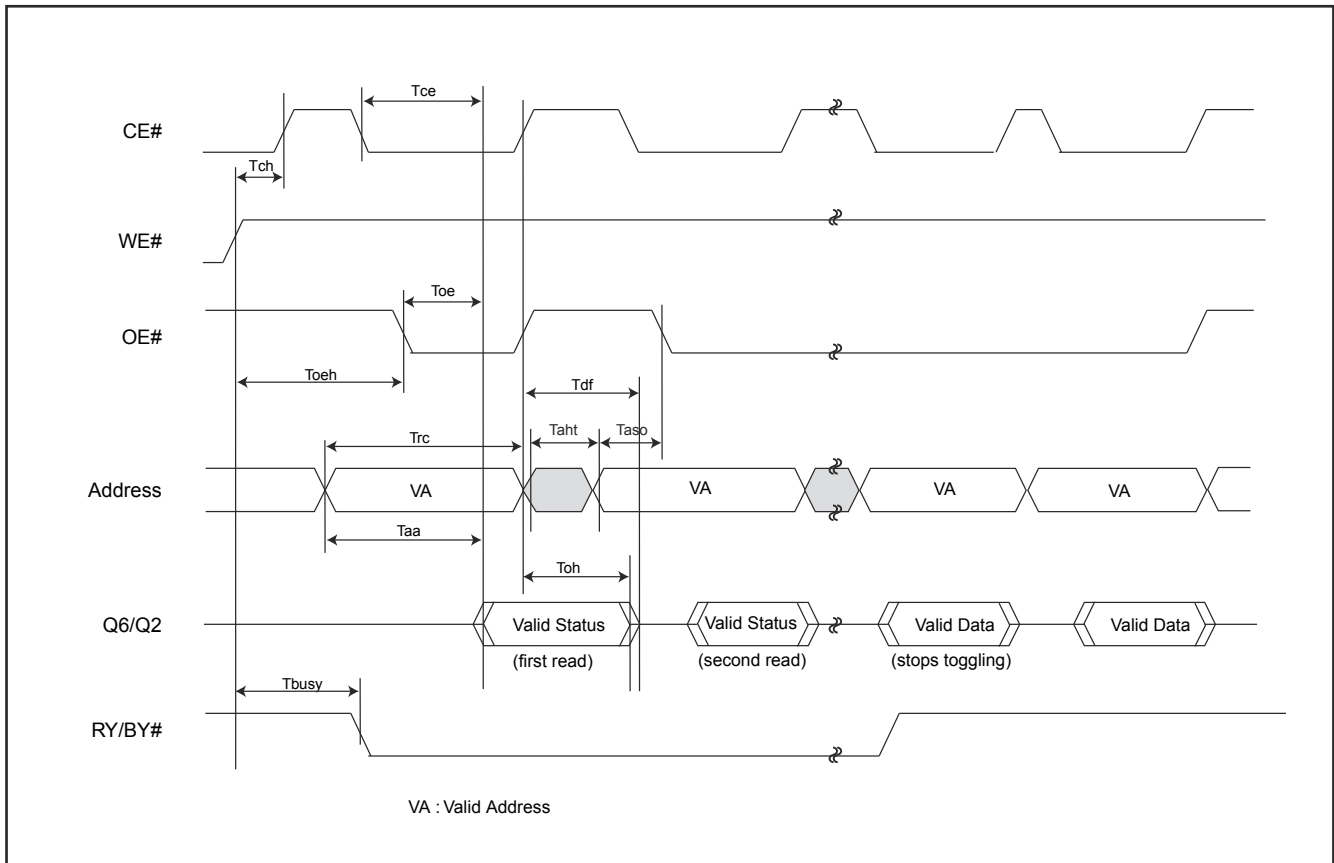 Tce
CE#
Tch
WE#
Toe
OE#
Toeh
Tdf
Trc
Taht
Taso
Address
VA
VA
VA
VA
Taa
Toh
Q6/Q2
Valid Status
Valid Status
Valid Data
Valid Data
(first read)
(second read)
(stops toggling)
Tbusy
RY/BY#
VA : Valid Address